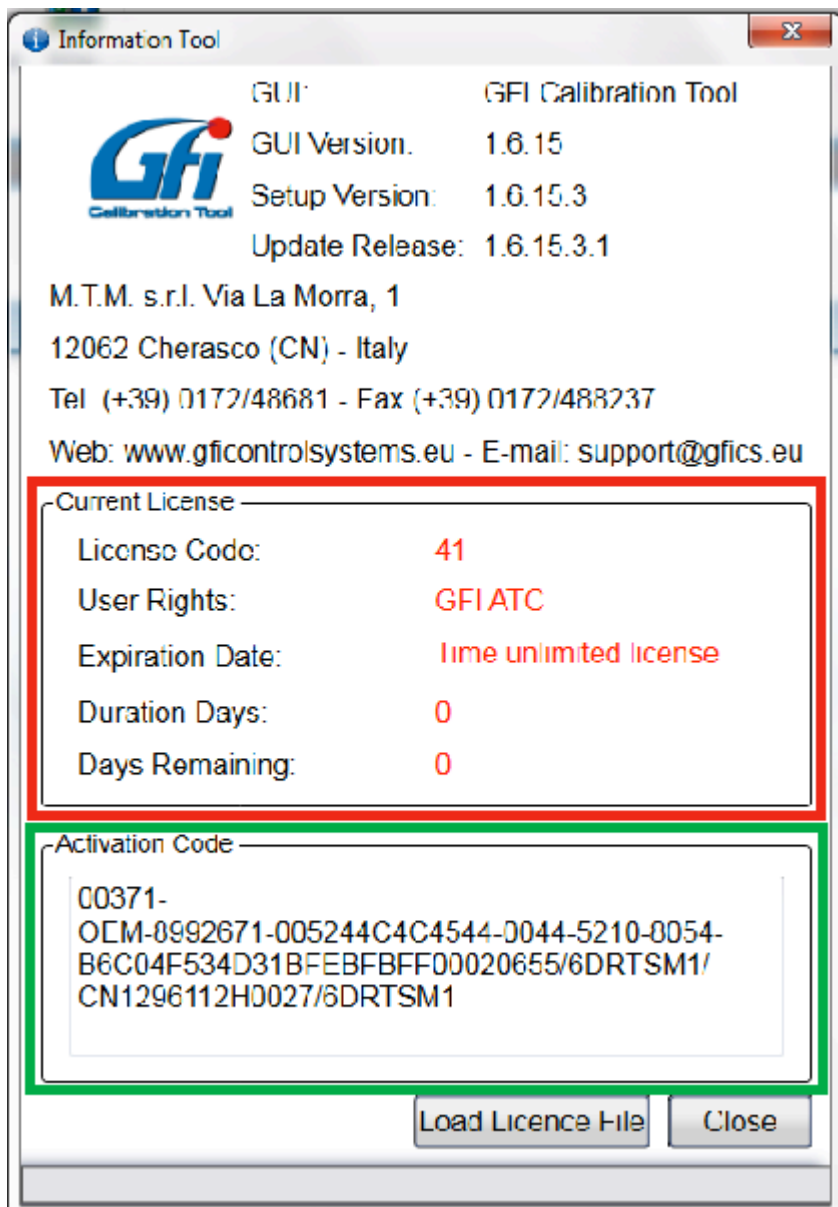 Information Tool
GUI: GFI Calibration Tool
Gfi
Calibration Tool
GUI Version: 1.6.15
Setup Version: 1.6.15.3
Update Release: 1.6.15.3.1
M.T.M. s.r.l. Via La Morra, 1
12062 Cherasco (CN) - Italy
Tel (+39) 0172/48681 - Fax (+39) 0172/488237
Web: www.gficontrolsystems.eu - E-mail: support@gfics.eu
Current License
License Code: 41
User Rights: GFI ATC
Expiration Date: Time unlimited license
Duration Days: 0
Days Remaining: 0
Activation Code
00371-
OEM-8992671-005244C4C4544-0044-5210-8054-
B6C04F534D31BFEBFBFF00020655/6DRTSM1/
CN1296112H0027/6DRTSM1
Load Licence File
Close